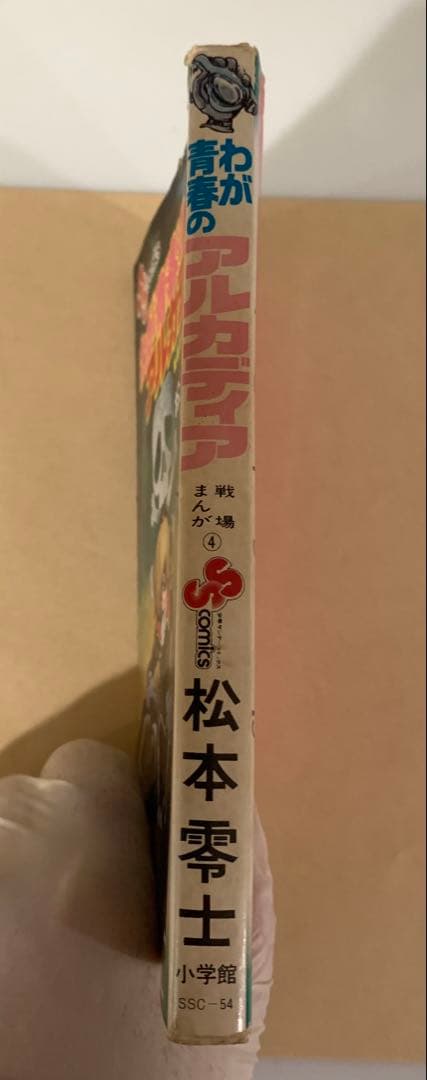 わが
青春の
アルカディア
戦場
まんが
④
SS comics
松本零士
小学館
SSC-54